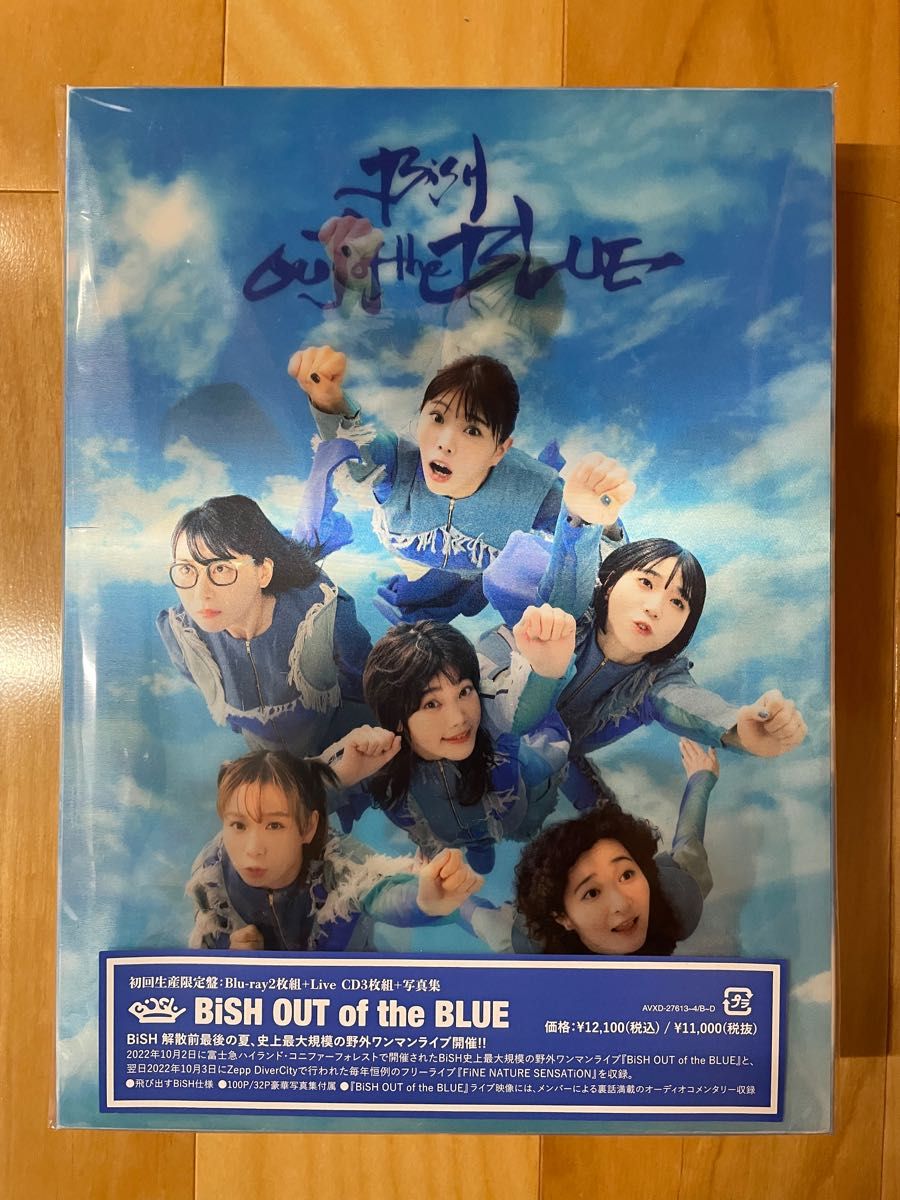 BiSH
OUT of the BLUE
初回生産限定盤:Blu-ray2枚組+Live CD3枚組+写真集
BiSH OUT of the BLUE
AVXD-27613~4/B~D
プラ
価格:¥12,100(税込) / ¥11,000(税抜)
BiSH 解散前最後の夏、史上最大規模の野外ワンマンライブ開催!!
2022年10月2日に富士急ハイランド・コニファーフォレストで開催されたBiSH史上最大規模の野外ワンマンライブ『BiSH OUT of the BLUE』と、
翌日2022年10月3日にZepp DiverCityで行われた毎年恒例のフリーライブ『FiNE NATURE SENSATiON』を収録。
●飛び出すBiSH仕様 ●100P/32P豪華写真集付属 ●『BiSH OUT of the BLUE』ライブ映像には、メンバーによる裏話満載のオーディオコメンタリー収録